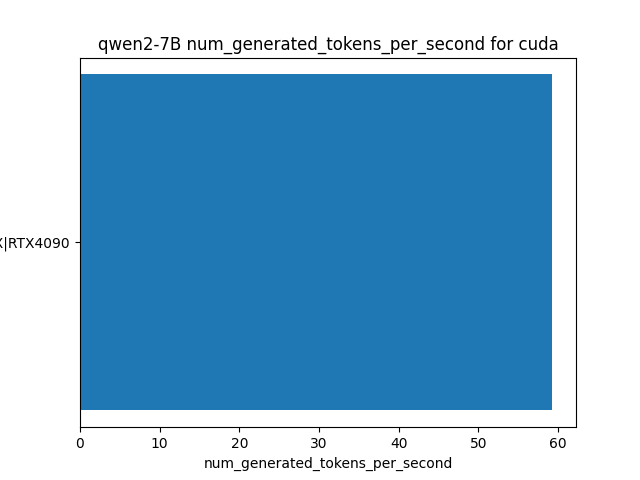 qwen2-7B num_generated_tokens_per_second for cuda
|RTX4090
0 10 20 30 40 50 60
num_generated_tokens_per_second